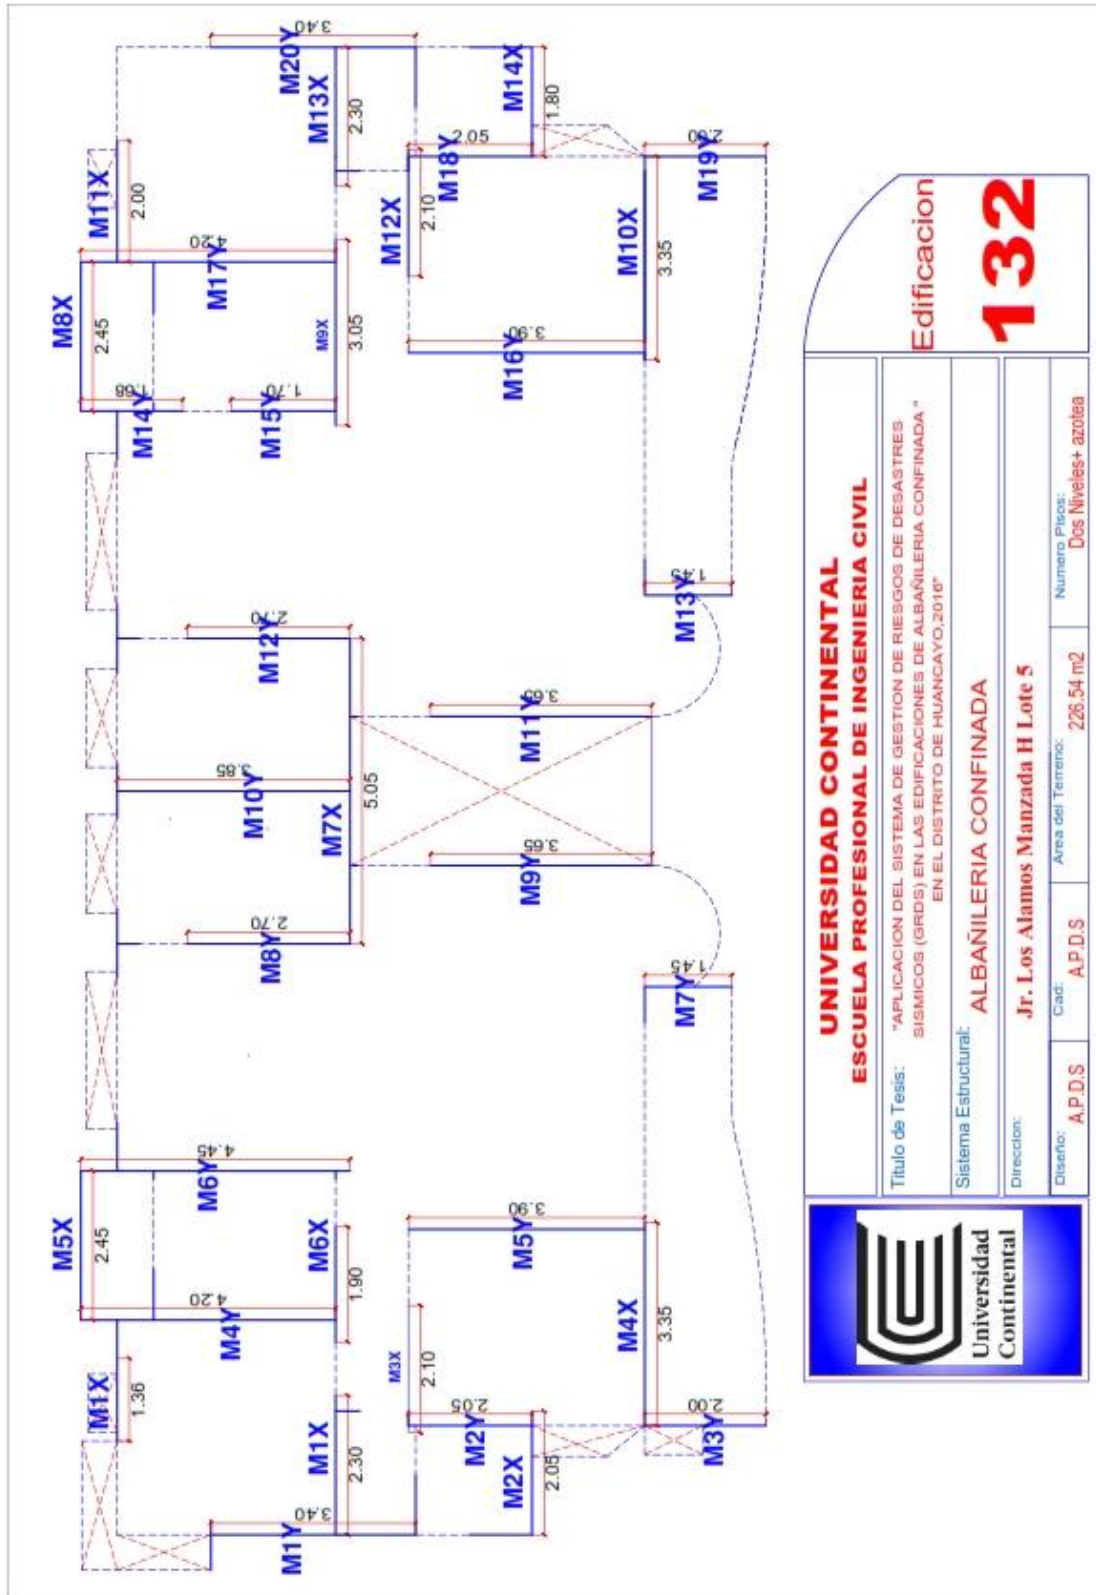 M1X
1.36
M5X
2.45
4.20
M4Y
M6Y
4.45
M1Y
3.40
M1X
2.30
M6X
1.90
M3X
2.10
M2Y
2.05
M2X
2.05
M5Y
3.90
M4X
3.35
M3Y
2.00
M8Y
2.70
M10Y
3.85
M7X
5.05
M12Y
2.70
M9Y
3.65
M11Y
3.65
M7Y
1.45
M13Y
1.45
M8X
2.45
M14Y
1.68
M15Y
1.70
M17Y
4.20
M9X
3.05
M11X
2.00
M20Y
3.40
M13X
2.30
M12X
2.10
M18Y
2.05
M14X
1.80
M16Y
3.90
M10X
3.35
M19Y
2.00
Universidad
Continental
UNIVERSIDAD CONTINENTAL
ESCUELA PROFESIONAL DE INGENIERIA CIVIL
Titulo de Tesis:
"APLICACION DEL SISTEMA DE GESTION DE RIESGOS DE DESASTRES
SISMICOS (GRDS) EN LAS EDIFICACIONES DE ALBAÑILERIA CONFINADA "
EN EL DISTRITO DE HUANCAYO,2016"
Sistema Estructural:
ALBAÑILERIA CONFINADA
Direccion:
Jr. Los Alamos Manzada H Lote 5
Diseño:
A.P.D.S
Cad:
A.P.D.S
Area del Terreno:
226.54 m2
Numero Pisos:
Dos Niveles+ azotea
Edificacion
132